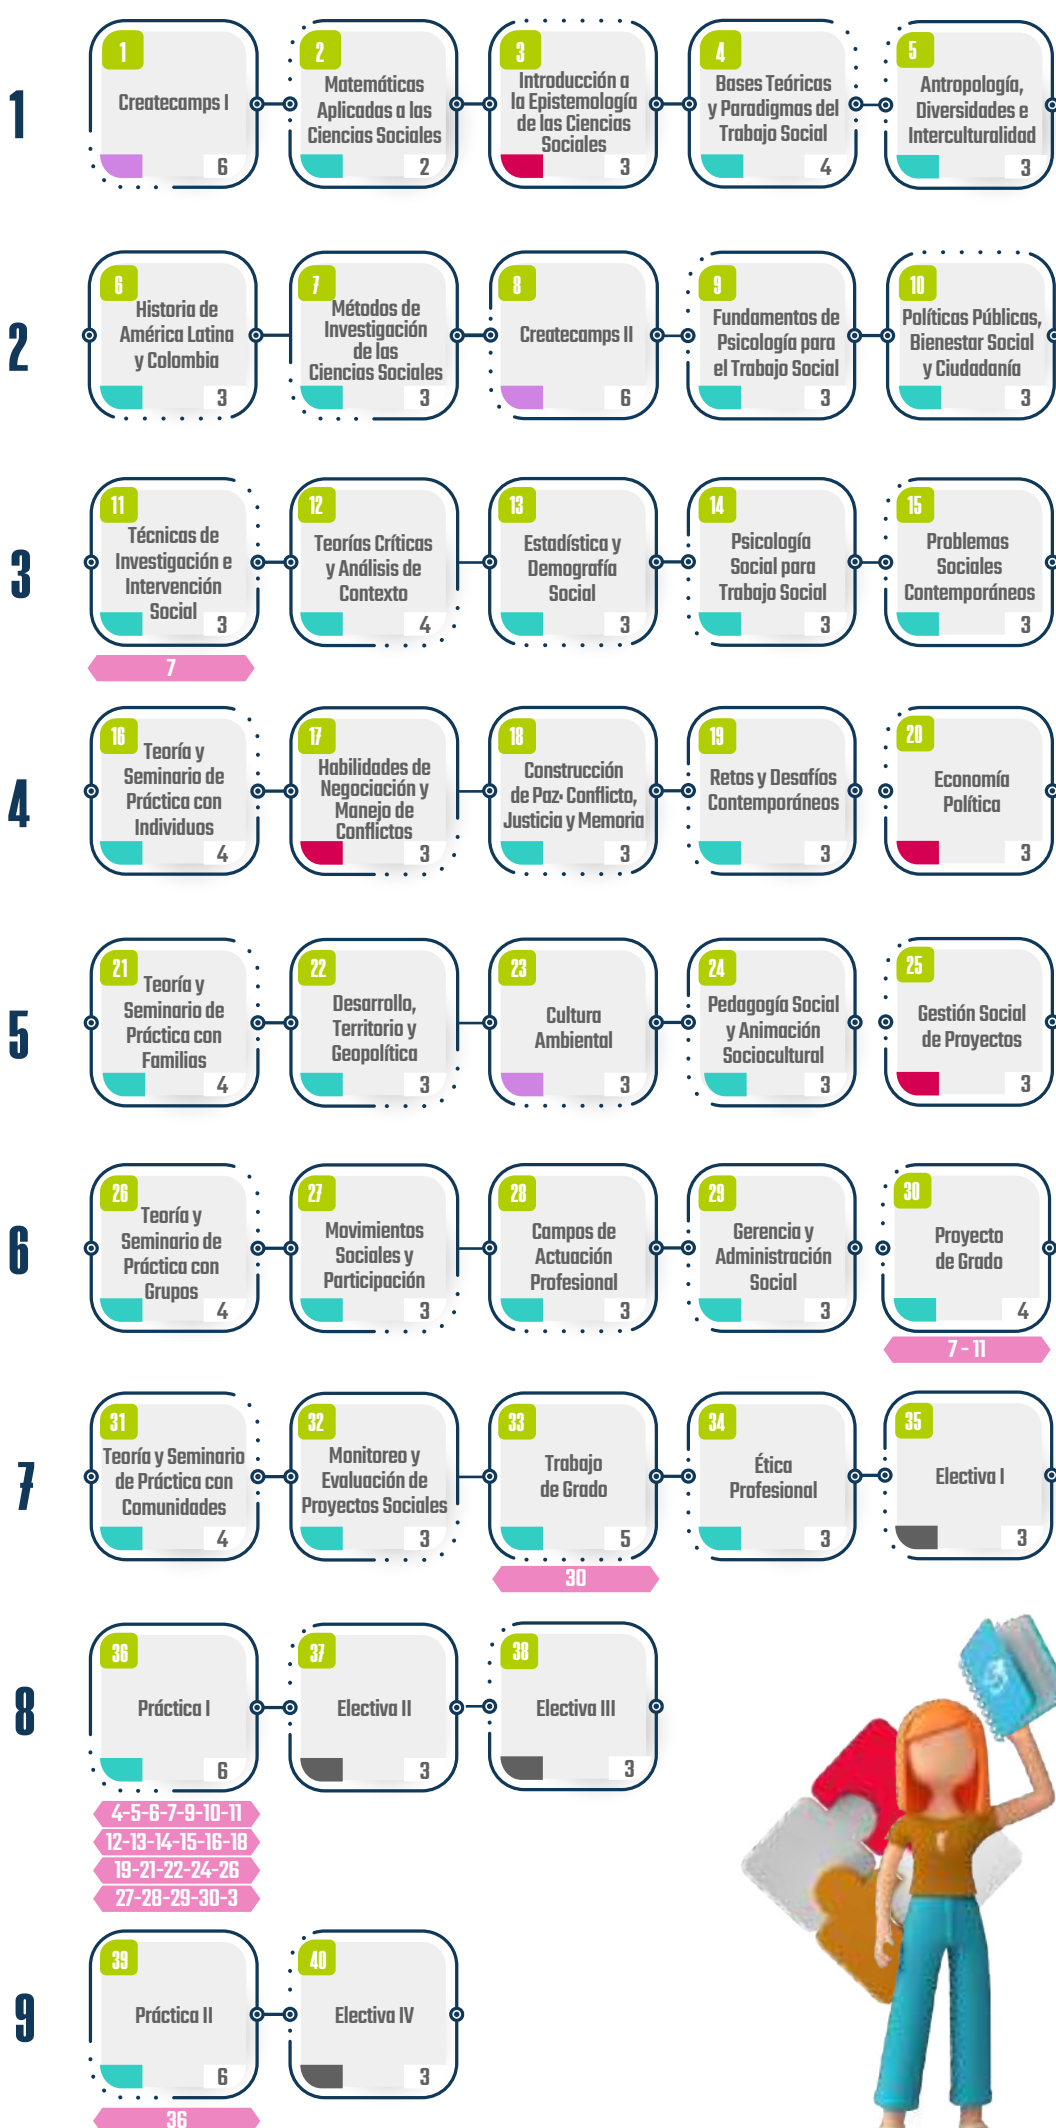 1
1
Createcamps I
6
2
Matemáticas
Aplicadas a las
Ciencias Sociales
2
3
Introducción a
la Epistemología
de las Ciencias
Sociales
3
4
Bases Teóricas
y Paradigmas del
Trabajo Social
4
5
Antropología,
Diversidades e
Interculturalidad
3
2
6
Historia de
América Latina
y Colombia
3
7
Métodos de
Investigación
de las
Ciencias Sociales
3
8
Createcamps II
6
9
Fundamentos de
Psicología para
el Trabajo Social
3
10
Políticas Públicas,
Bienestar Social
y Ciudadanía
3
3
11
Técnicas de
Investigación e
Intervención
Social
3
7
12
Teorías Críticas
y Análisis de
Contexto
4
13
Estadística y
Demografía
Social
3
14
Psicología
Social para
Trabajo Social
3
15
Problemas
Sociales
Contemporáneos
3
4
16
Teoría y
Seminario de
Práctica con
Individuos
4
17
Habilidades de
Negociación y
Manejo de
Conflictos
3
18
Construcción
de Paz: Conflicto,
Justicia y Memoria
3
19
Retos y Desafíos
Contemporáneos
3
20
Economía
Política
3
5
21
Teoría y
Seminario de
Práctica con
Familias
4
22
Desarrollo,
Territorio y
Geopolítica
3
23
Cultura
Ambiental
3
24
Pedagogía Social
y Animación
Sociocultural
3
25
Gestión Social
de Proyectos
3
6
26
Teoría y
Seminario de
Práctica con
Grupos
4
27
Movimientos
Sociales y
Participación
3
28
Campos de
Actuación
Profesional
3
29
Gerencia y
Administración
Social
3
30
Proyecto
de Grado
4
7 - 11
7
31
Teoría y Seminario
de Práctica con
Comunidades
4
32
Monitoreo y
Evaluación de
Proyectos Sociales
3
33
Trabajo
de Grado
5
30
34
Ética
Profesional
3
35
Electiva I
3
8
36
Práctica I
6
4-5-6-7-9-10-11
12-13-14-15-16-18
19-21-22-24-26
27-28-29-30-3
37
Electiva II
3
38
Electiva III
3
9
39
Práctica II
6
36
40
Electiva IV
3